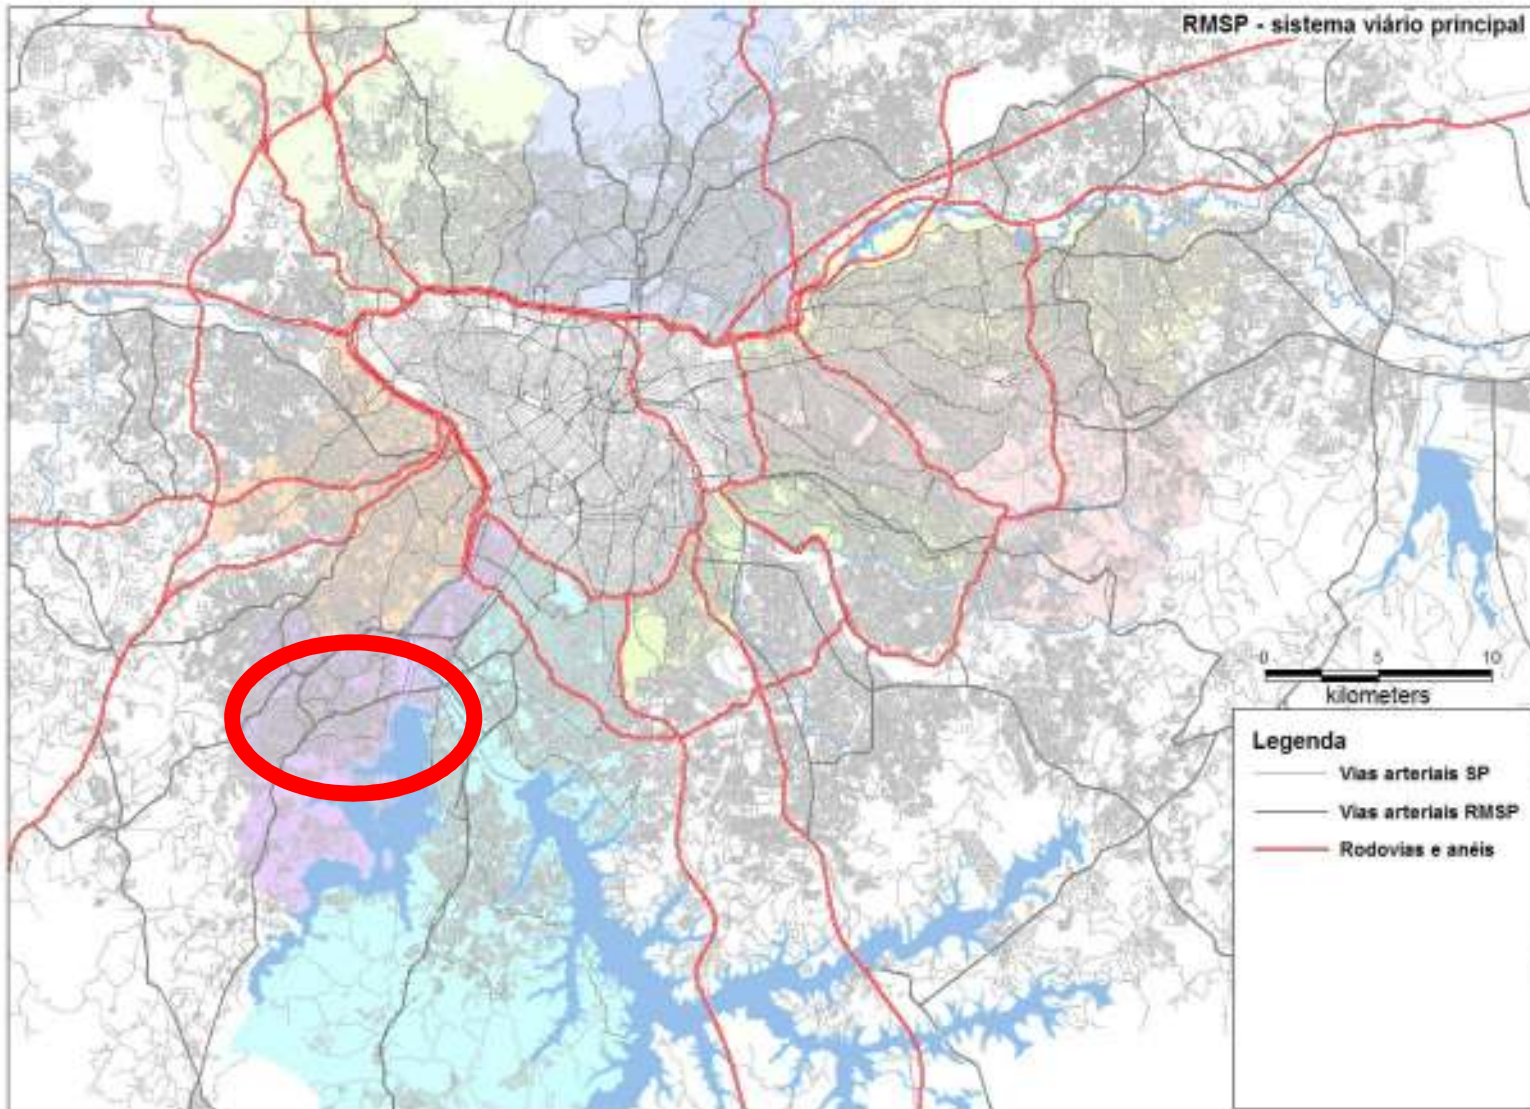 RMSP - sistema viário principal
0 5 10
kilometers
Legenda
Vias arteriais SP
Vias arteriais RMSP
Rodovias e anéis